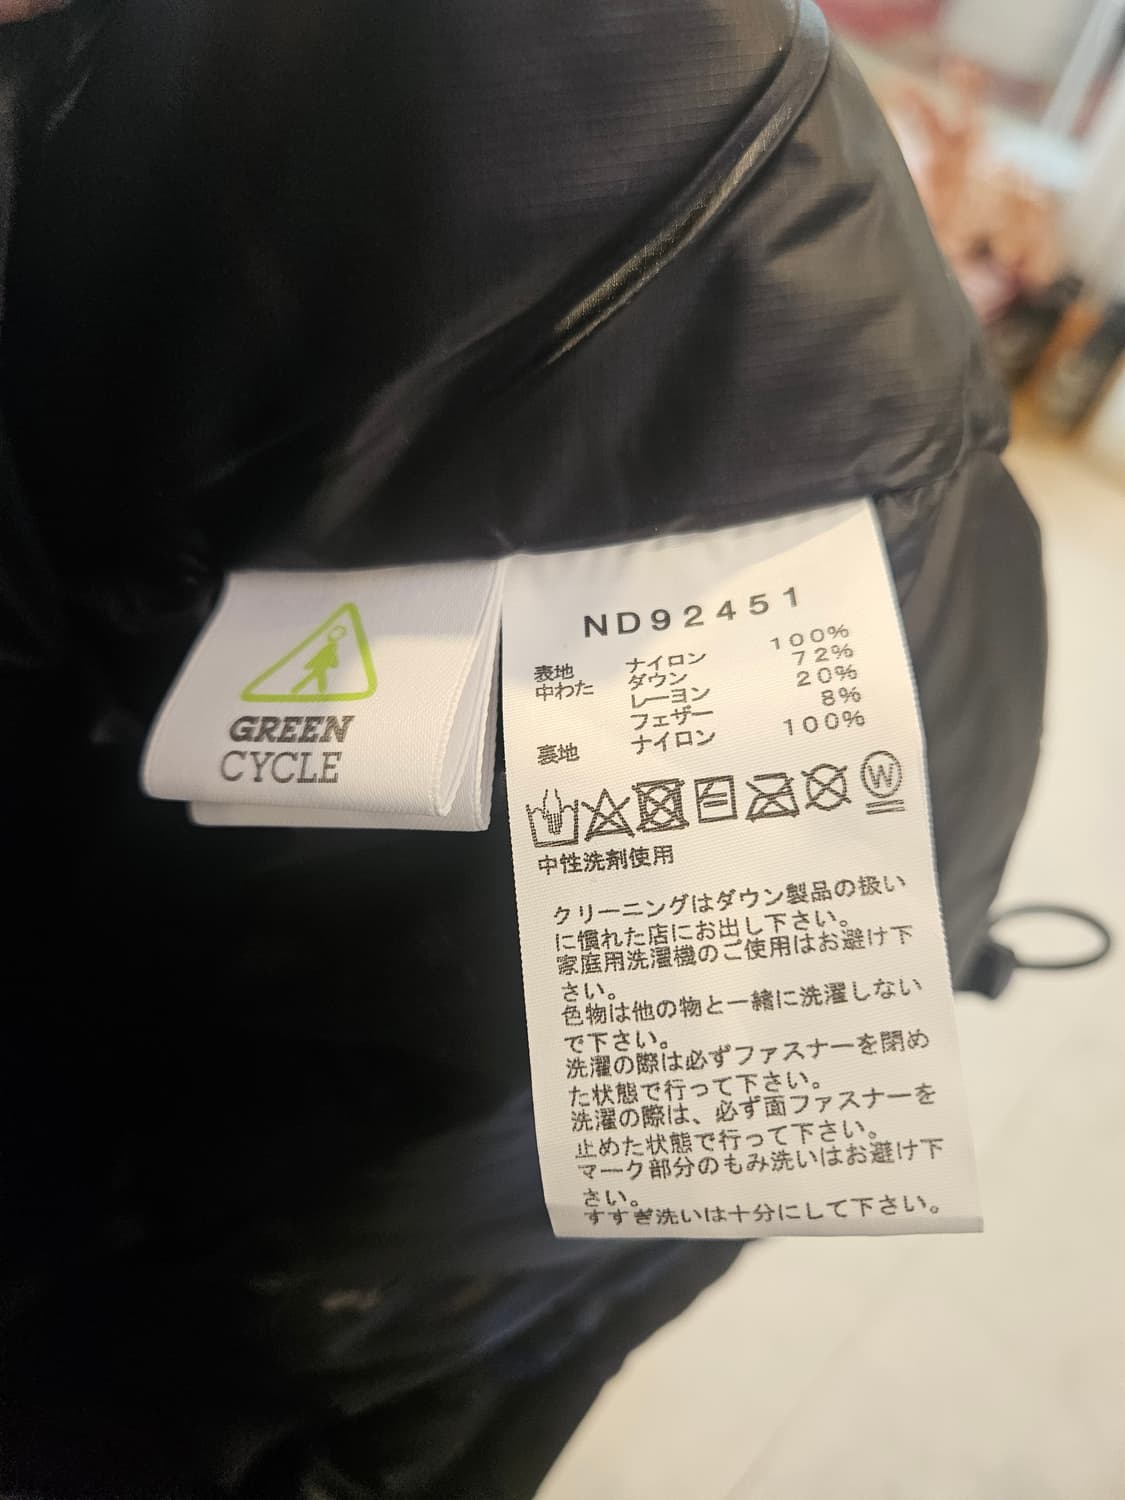 GREEN
CYCLE
ND92451
表地 ナイロン 100%
中わた ダウン 72%
レーヨン 20%
フェザー 8%
裏地 ナイロン 100%
W
中性洗剤使用
クリーニングはダウン製品の扱い
に慣れた店にお出し下さい。
家庭用洗濯機のご使用はお避け下
さい。
色物は他の物と一緒に洗濯しない
で下さい。
洗濯の際は必ずファスナーを閉め
た状態で行って下さい。
洗濯の際は、必ず面ファスナーを
止めた状態で行って下さい。
マーク部分のもみ洗いはお避け下
さい。
すすぎ洗いは十分にして下さい。